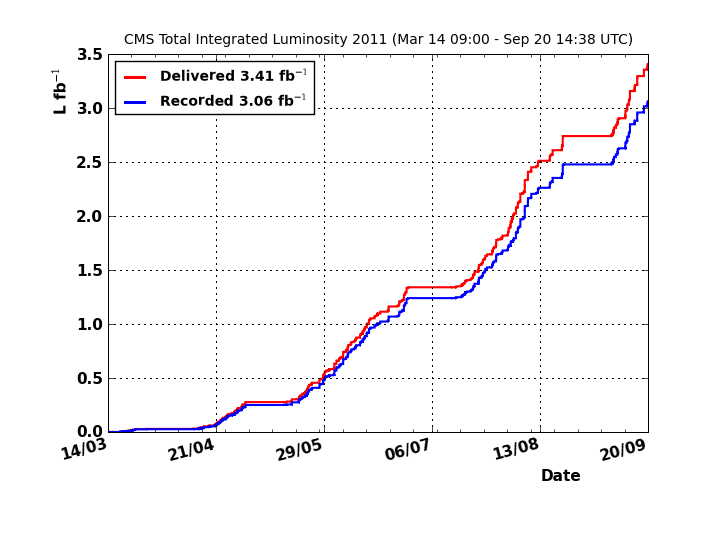 CMS Total Integrated Luminosity 2011 (Mar 14 09:00 - Sep 20 14:38 UTC)
L fb⁻¹
Delivered 3.41 fb⁻¹
Recorded 3.06 fb⁻¹
3.5
3.0
2.5
2.0
1.5
1.0
0.5
0.0
14/03 21/04 29/05 06/07 13/08 20/09
Date